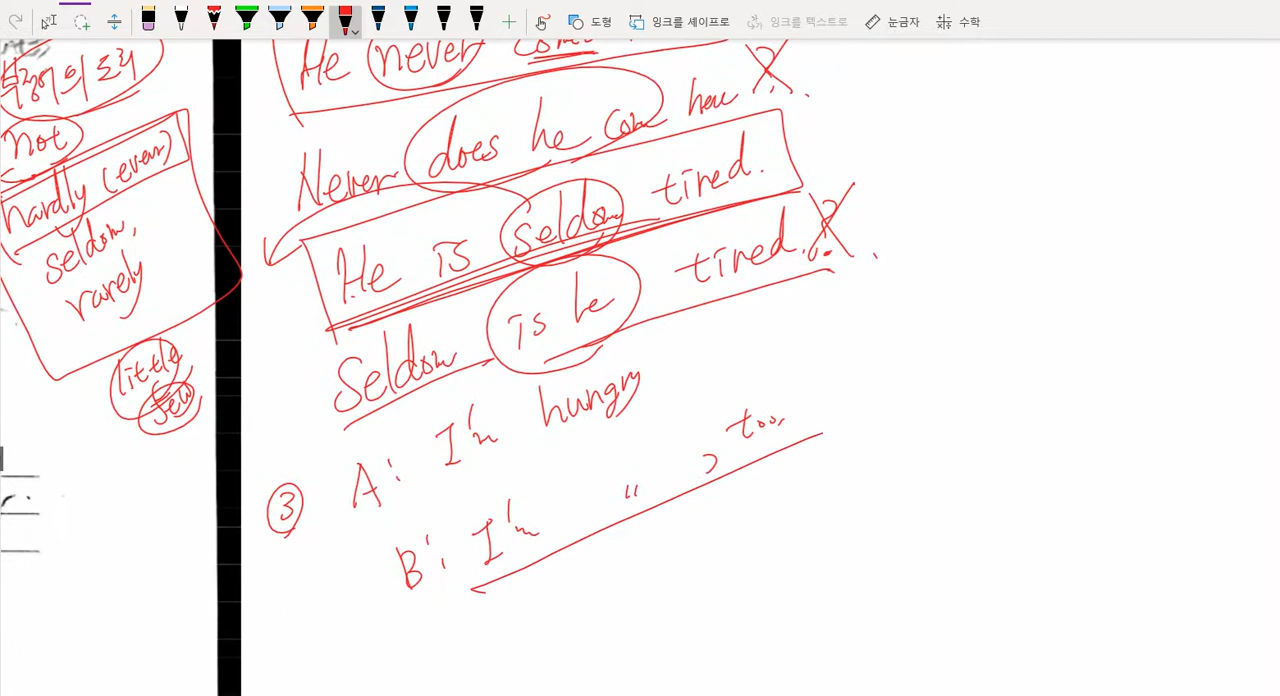 도형 잉크를 셰이프로 잉크를 텍스트로 눈금자 수학
부정어의 도치
not
hardly (ever)
seldom,
rarely
little
few
He never come
Never does he com here ?.
He is seldom tired.
Seldom is he tired. ?.
③ A: I'm hungry
B: I'm " , too.